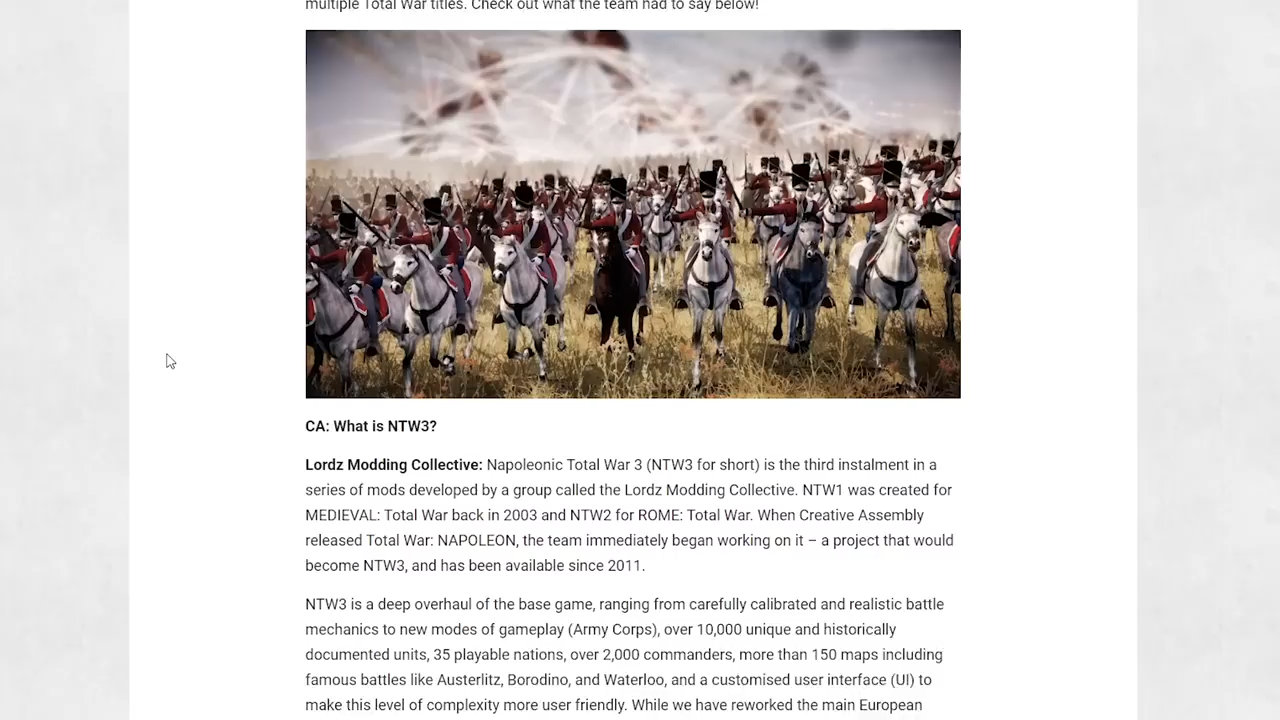 multiple Total War titles. Check out what the team had to say below!
CA: What is NTW3?
Lordz Modding Collective: Napoleonic Total War 3 (NTW3 for short) is the third instalment in a
series of mods developed by a group called the Lordz Modding Collective. NTW1 was created for
MEDIEVAL: Total War back in 2003 and NTW2 for ROME: Total War. When Creative Assembly
released Total War: NAPOLEON, the team immediately began working on it – a project that would
become NTW3, and has been available since 2011.
NTW3 is a deep overhaul of the base game, ranging from carefully calibrated and realistic battle
mechanics to new modes of gameplay (Army Corps), over 10,000 unique and historically
documented units, 35 playable nations, over 2,000 commanders, more than 150 maps including
famous battles like Austerlitz, Borodino, and Waterloo, and a customised user interface (UI) to
make this level of complexity more user friendly. While we have reworked the main European